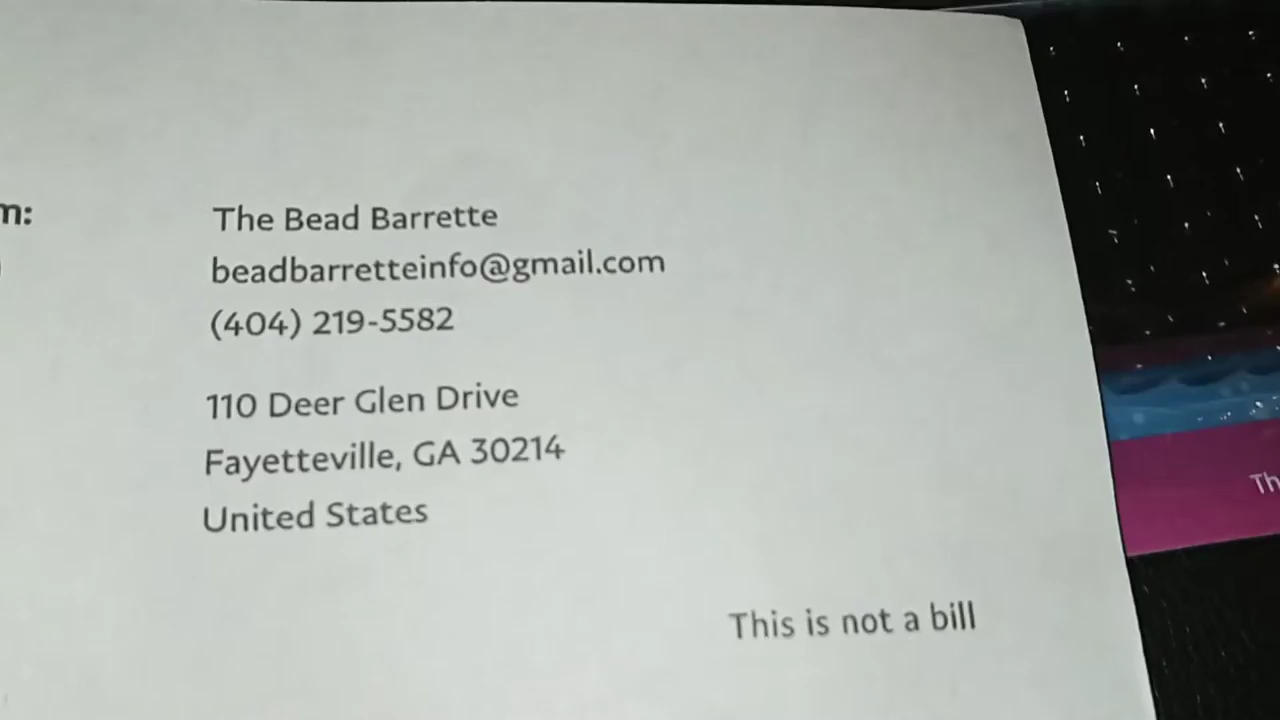 m:
The Bead Barrette
beadbarretteinfo@gmail.com
(404) 219-5582
110 Deer Glen Drive
Fayetteville, GA 30214
United States
Th
This is not a bill